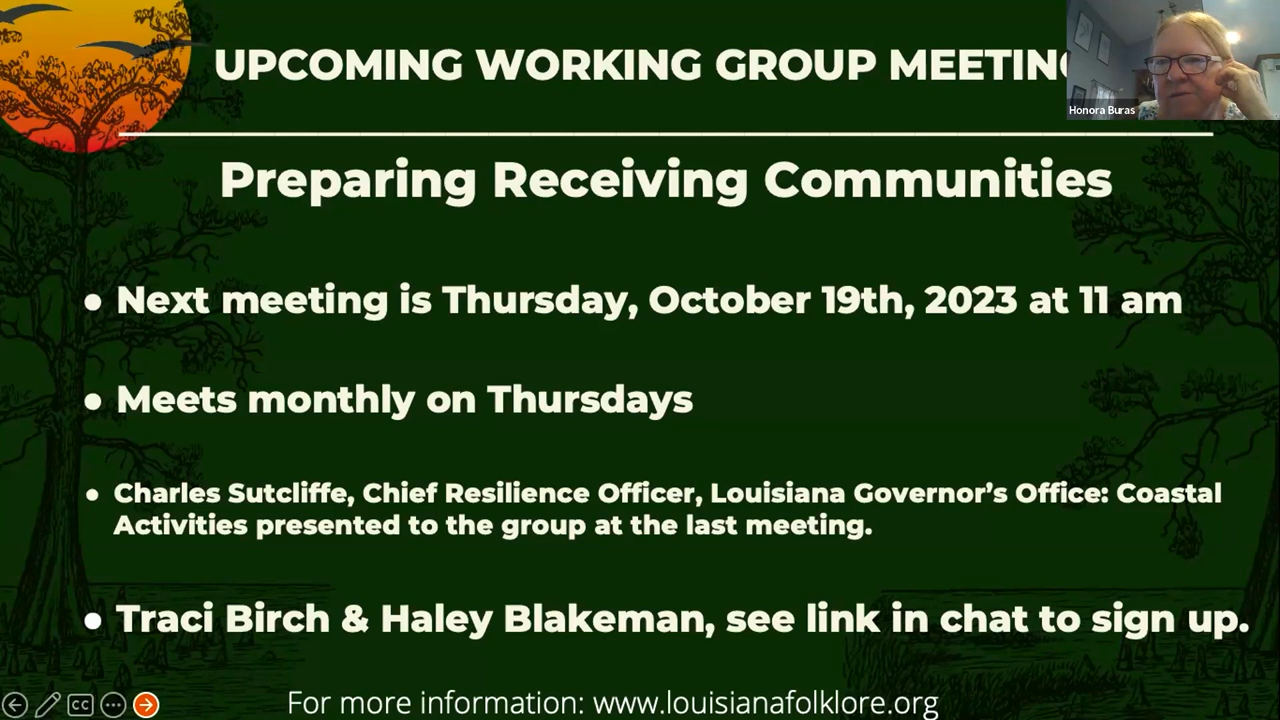 UPCOMING WORKING GROUP
Honora Buras
Preparing Receiving Communities
• Next meeting is Thursday, October 19th, 2023 at 11 am
• Meets monthly on Thursdays
• Charles Sutcliffe, Chief Resilience Officer, Louisiana Governor's Office: Coastal
Activities presented to the group at the last meeting.
• Traci Birch & Haley Blakeman, see link in chat to sign up.
CC
For more information: www.louisianafolklore.org